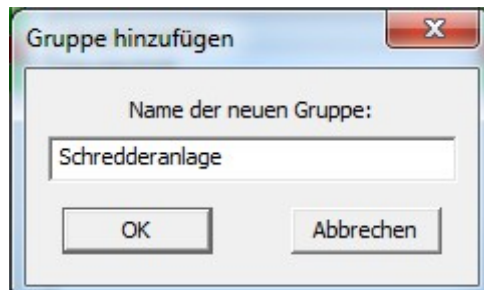 Gruppe hinzufügen
Name der neuen Gruppe:
Schredderanlage
OK Abbrechen